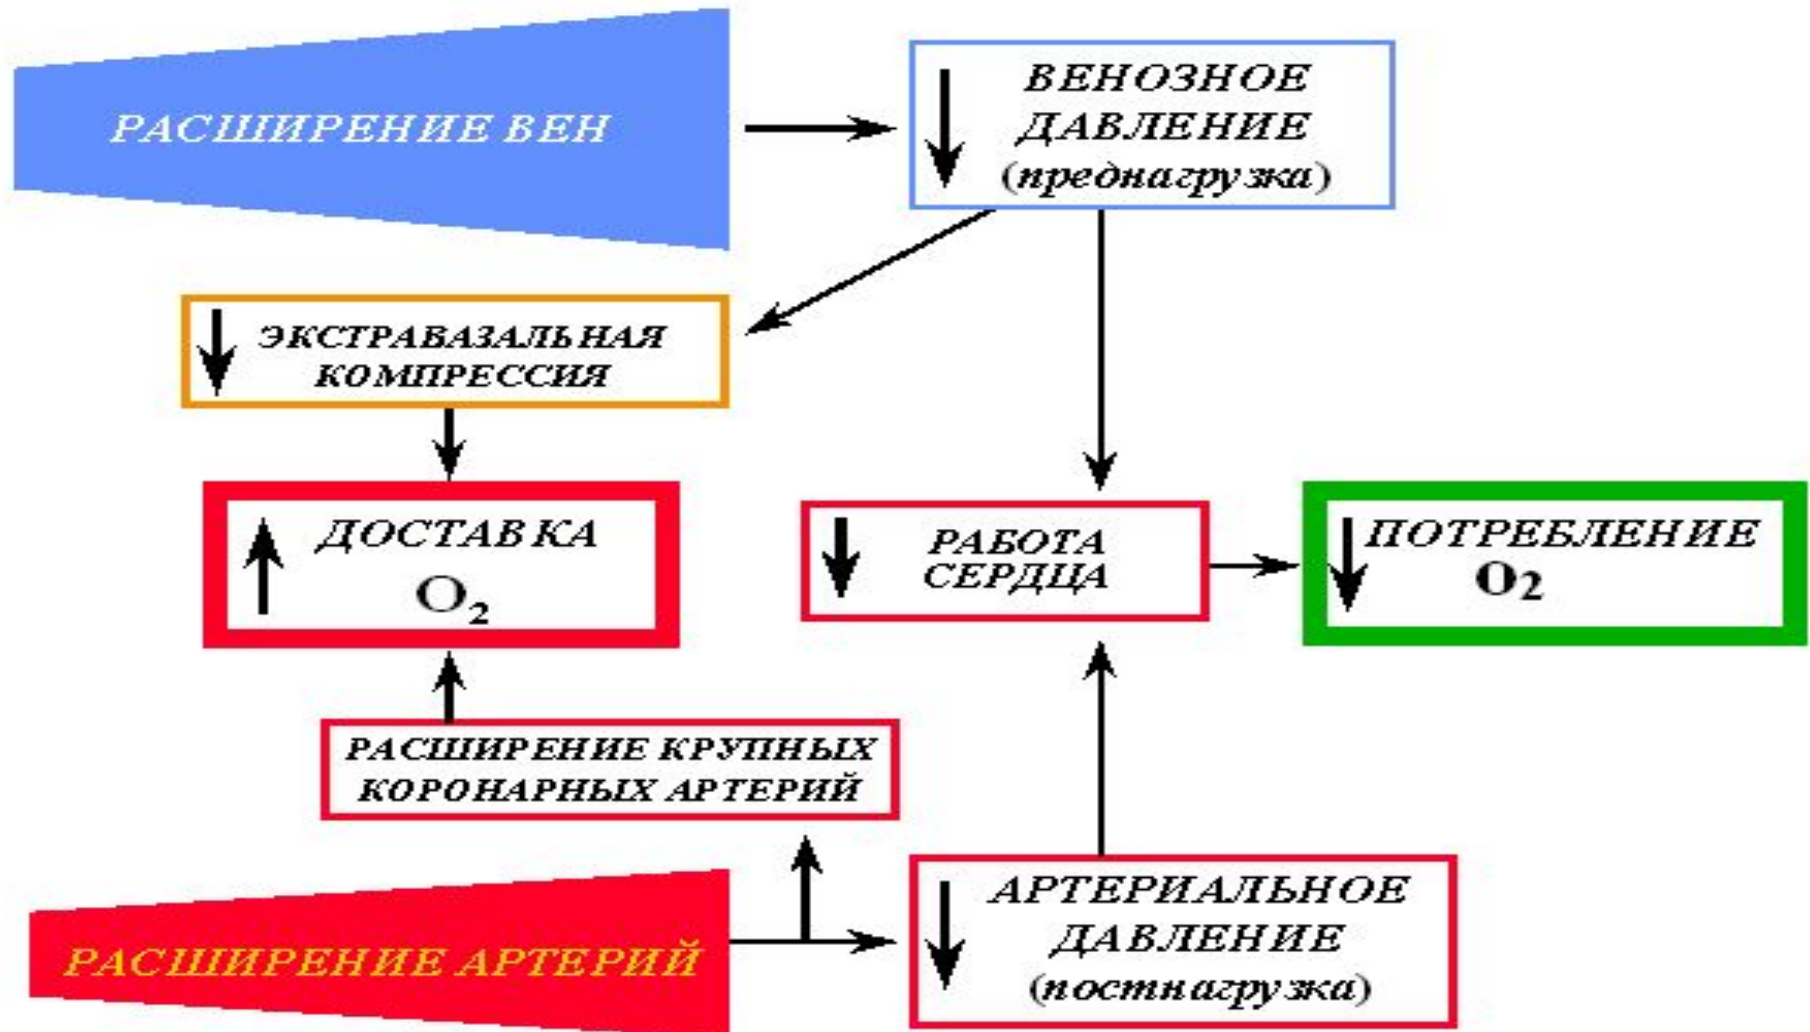 РАСШИРЕНИЕ ВЕН
ВЕНОЗНОЕ
ДАВЛЕНИЕ
(преднагрузка)
ЭКСТРАВАЗАЛЬНАЯ
КОМПРЕССИЯ
ДОСТАВКА
O₂
РАБОТА
СЕРДЦА
ПОТРЕБЛЕНИЕ
O₂
РАСШИРЕНИЕ КРУПНЫХ
КОРОНАРНЫХ АРТЕРИЙ
РАСШИРЕНИЕ АРТЕРИЙ
АРТЕРИАЛЬНОЕ
ДАВЛЕНИЕ
(постнагрузка)